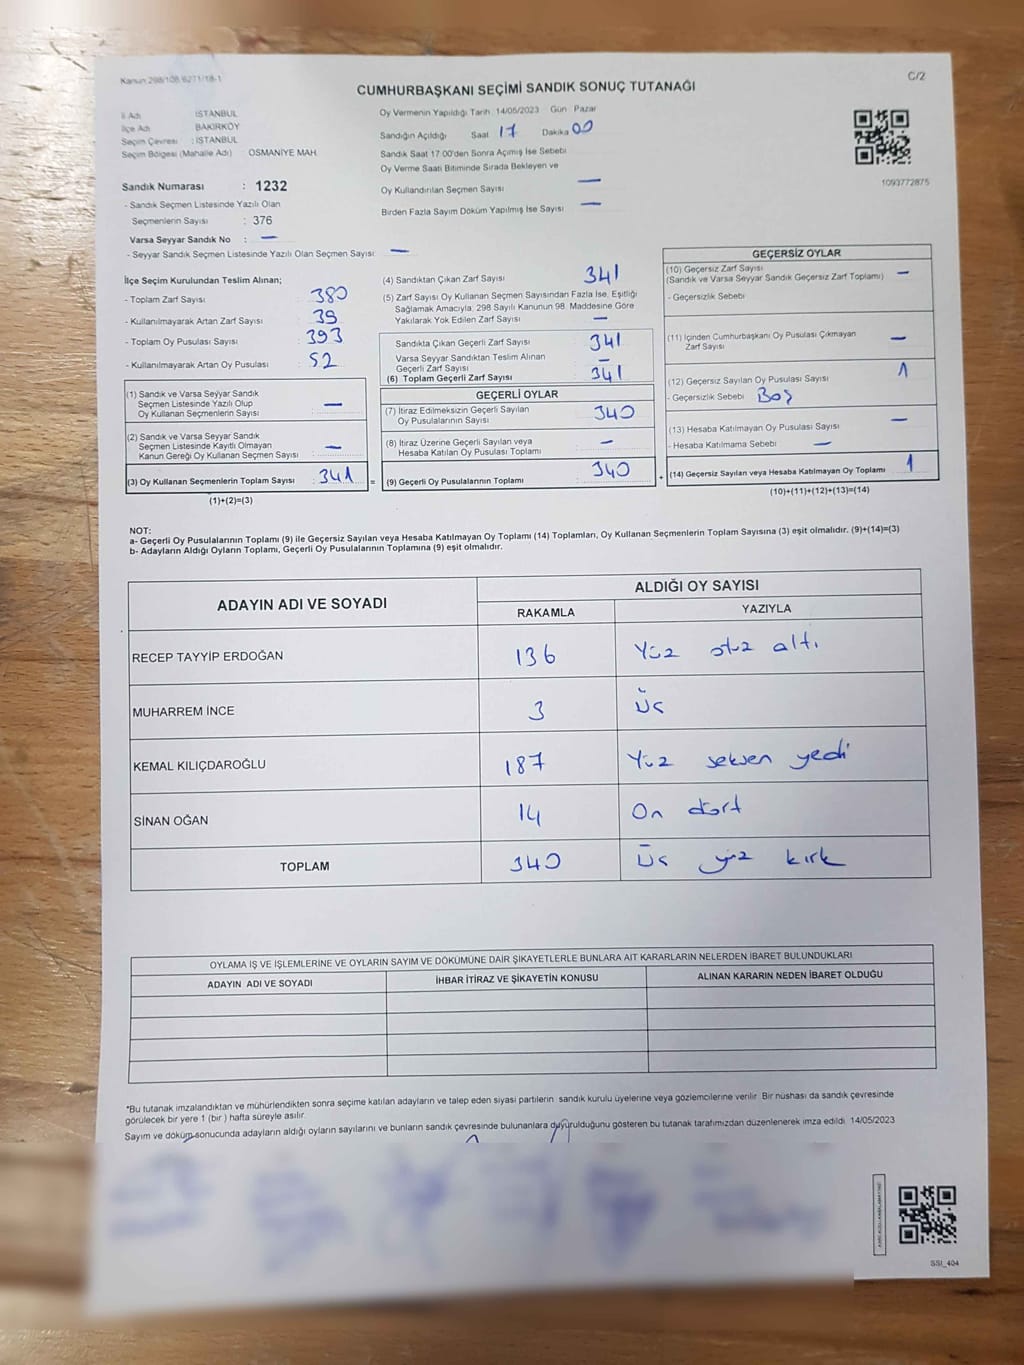 Kanun:298/108/6271/18-1
C/2
CUMHURBAŞKANI SEÇİMİ SANDIK SONUÇ TUTANAĞI
İl Adı : İSTANBUL
İlçe Adı BAKIRKÖY
Seçim Çevresi : İSTANBUL
Seçim Bölgesi (Mahalle Adı) : OSMANİYE MAH.
Sandık Numarası : 1232
- Sandık Seçmen Listesinde Yazılı Olan
Seçmenlerin Sayısı : 376
Varsa Seyyar Sandık No : —
- Seyyar Sandık Seçmen Listesinde Yazılı Olan Seçmen Sayısı: —
Oy Vermenin Yapıldığı Tarih: 14/05/2023 Gün Pazar
Sandığın Açıldığı Saat 17 Dakika 00
Sandık Saat 17:00'den Sonra Açımış İse Sebebi
Oy Verme Saati Bitiminde Sırada Bekleyen ve
Oy Kullandırılan Seçmen Sayısı —
Birden Fazla Sayım Döküm Yapılmış İse Sayısı —
1093772875
İlçe Seçim Kurulundan Teslim Alınan;
- Toplam Zarf Sayısı : 380
- Kullanılmayarak Artan Zarf Sayısı : 39
- Toplam Oy Pusulası Sayısı : 393
- Kullanılmayarak Artan Oy Pusulası : 52
(1) Sandık ve Varsa Seyyar Sandık
Seçmen Listesinde Yazılı Olup
Oy Kullanan Seçmenlerin Sayısı : —
(2) Sandık ve Varsa Seyyar Sandık
Seçmen Listesinde Kayıtlı Olmayan
Kanun Gereği Oy Kullanan Seçmen Sayısı : —
(3) Oy Kullanan Seçmenlerin Toplam Sayısı : 341 =
(1)+(2)=(3)
(4) Sandıktan Çıkan Zarf Sayısı 341
(5) Zarf Sayısı Oy Kullanan Seçmen Sayısından Fazla İse, Eşitliği
Sağlamak Amacıyla; 298 Sayılı Kanunun 98. Maddesine Göre
Yakılarak Yok Edilen Zarf Sayısı —
Sandıkta Çıkan Geçerli Zarf Sayısı 341
Varsa Seyyar Sandıktan Teslim Alınan
Geçerli Zarf Sayısı —
(6) Toplam Geçerli Zarf Sayısı 341
GEÇERLİ OYLAR
(7) İtiraz Edilmeksizin Geçerli Sayılan
Oy Pusulalarının Sayısı 340
(8) İtiraz Üzerine Geçerli Sayılan veya
Hesaba Katılan Oy Pusulası Toplamı —
(9) Geçerli Oy Pusulalarının Toplamı 340 +
GEÇERSİZ OYLAR
(10) Geçersiz Zarf Sayısı
(Sandık ve Varsa Seyyar Sandık Geçersiz Zarf Toplamı) —
- Geçersizlik Sebebi
(11) İçinden Cumhurbaşkanı Oy Pusulası Çıkmayan
Zarf Sayısı —
(12) Geçersiz Sayılan Oy Pusulası Sayısı 1
- Geçersizlik Sebebi Boş
(13) Hesaba Katılmayan Oy Pusulası Sayısı —
- Hesaba Katılmama Sebebi —
(14) Geçersiz Sayılan veya Hesaba Katılmayan Oy Toplamı 1
(10)+(11)+(12)+(13)=(14)
NOT:
a- Geçerli Oy Pusulalarının Toplamı (9) ile Geçersiz Sayılan veya Hesaba Katılmayan Oy Toplamı (14) Toplamları, Oy Kullanan Seçmenlerin Toplam Sayısına (3) eşit olmalıdır. (9)+(14)=(3)
b- Adayların Aldığı Oyların Toplamı, Geçerli Oy Pusulalarının Toplamına (9) eşit olmalıdır.
ADAYIN ADI VE SOYADI ALDIĞI OY SAYISI
RAKAMLA YAZIYLA
RECEP TAYYİP ERDOĞAN 136 Yüz otuz altı
MUHARREM İNCE 3 Üç
KEMAL KILIÇDAROĞLU 187 Yüz seksen yedi
SİNAN OĞAN 14 On dört
TOPLAM 340 Üç yüz kırk
OYLAMA İŞ VE İŞLEMLERİNE VE OYLARIN SAYIM VE DÖKÜMÜNE DAİR ŞİKAYETLERLE BUNLARA AİT KARARLARIN NELERDEN İBARET BULUNDUKLARI
ADAYIN ADI VE SOYADI İHBAR İTİRAZ VE ŞİKAYETİN KONUSU ALINAN KARARIN NEDEN İBARET OLDUĞU
*Bu tutanak imzalandıktan ve mühürlendikten sonra seçime katılan adayların ve talep eden siyasi partilerin sandık kurulu üyelerine veya gözlemcilerine verilir. Bir nüshası da sandık çevresinde
görülecek bir yere 1 (bir ) hafta süreyle asılır.
Sayım ve döküm sonucunda adayların aldığı oyların sayılarını ve bunların sandık çevresinde bulunanlara duyurulduğunu gösteren bu tutanak tarafımızdan düzenlenerek imza edildi. 14/05/2023
SSI_404